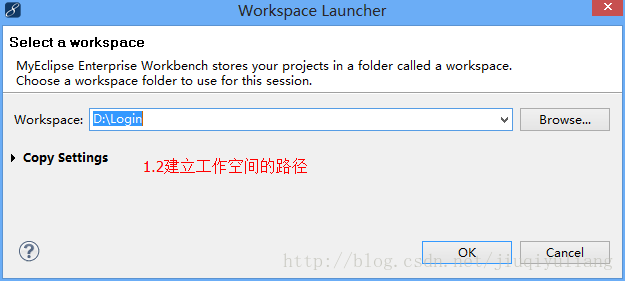 Workspace Launcher
Select a workspace
MyEclipse Enterprise Workbench stores your projects in a folder called a workspace.
Choose a workspace folder to use for this session.
Workspace: D:\Login Browse...
Copy Settings
1.2建立工作空间的路径
OK Cancel
http://blog.csdn.net/jiuqiyuliang